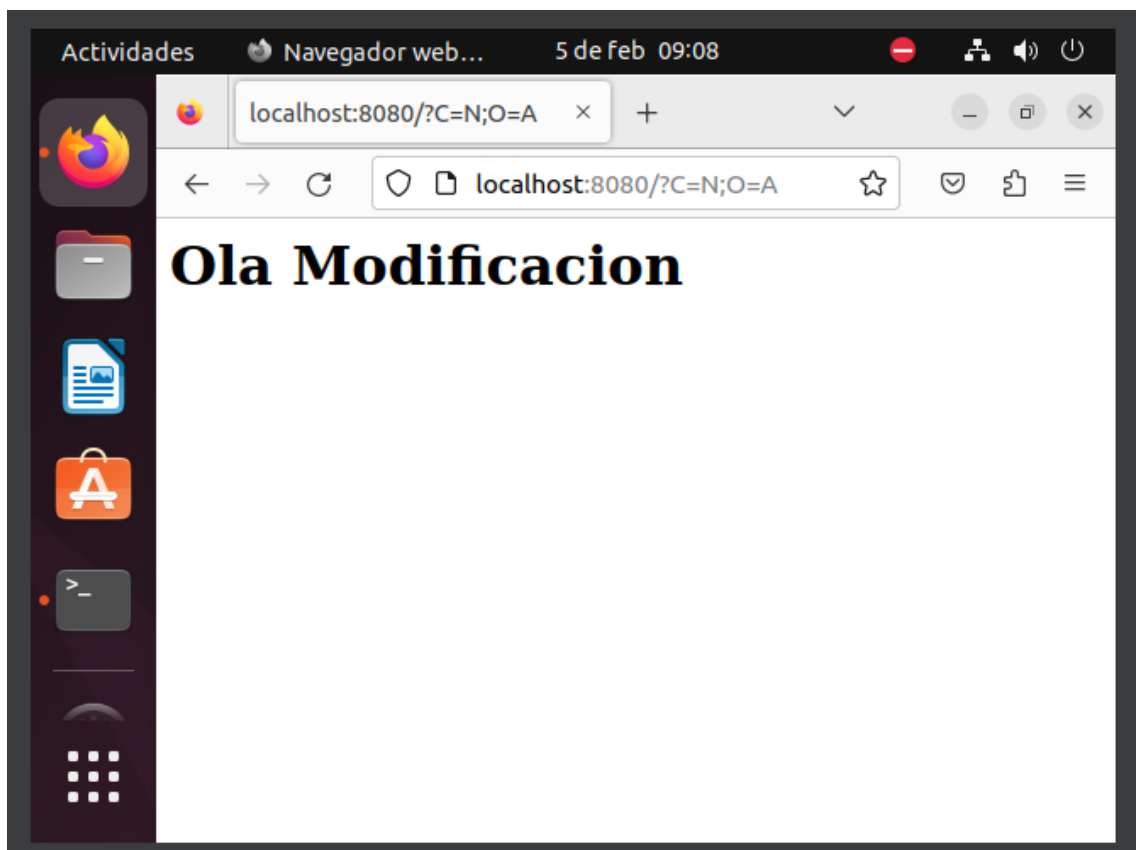 Actividades Navegador web... 5 de feb 09:08
localhost:8080/?C=N;O=A
localhost:8080/?C=N;O=A
Ola Modificacion
>_